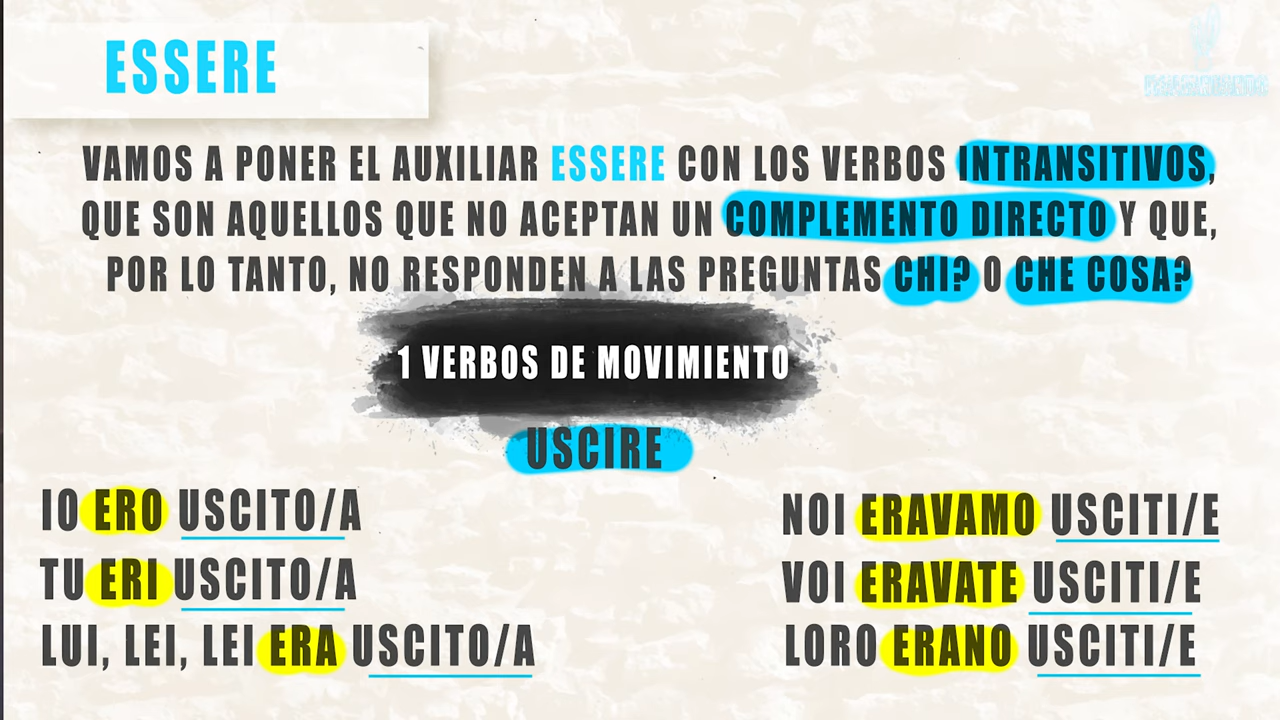 ESSERE
VAMOS A PONER EL AUXILIAR ESSERE CON LOS VERBOS INTRANSITIVOS,
QUE SON AQUELLOS QUE NO ACEPTAN UN COMPLEMENTO DIRECTO Y QUE,
POR LO TANTO, NO RESPONDEN A LAS PREGUNTAS CHI? O CHE COSA?
1 VERBOS DE MOVIMIENTO
USCIRE
IO ERO USCITO/A
TU ERI USCITO/A
LUI, LEI, LEI ERA USCITO/A
NOI ERAVAMO USCITI/E
VOI ERAVATE USCITI/E
LORO ERANO USCITI/E